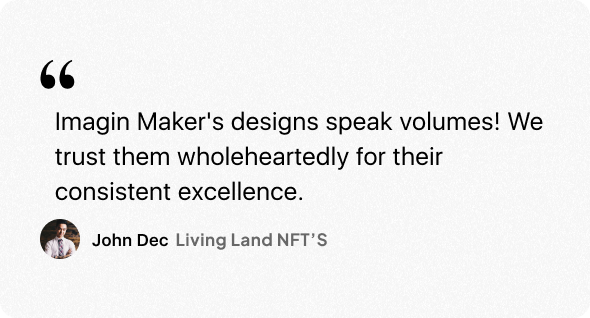 “
Imagin Maker's designs speak volumes! We
trust them wholeheartedly for their
consistent excellence.
John Dec Living Land NFT’S